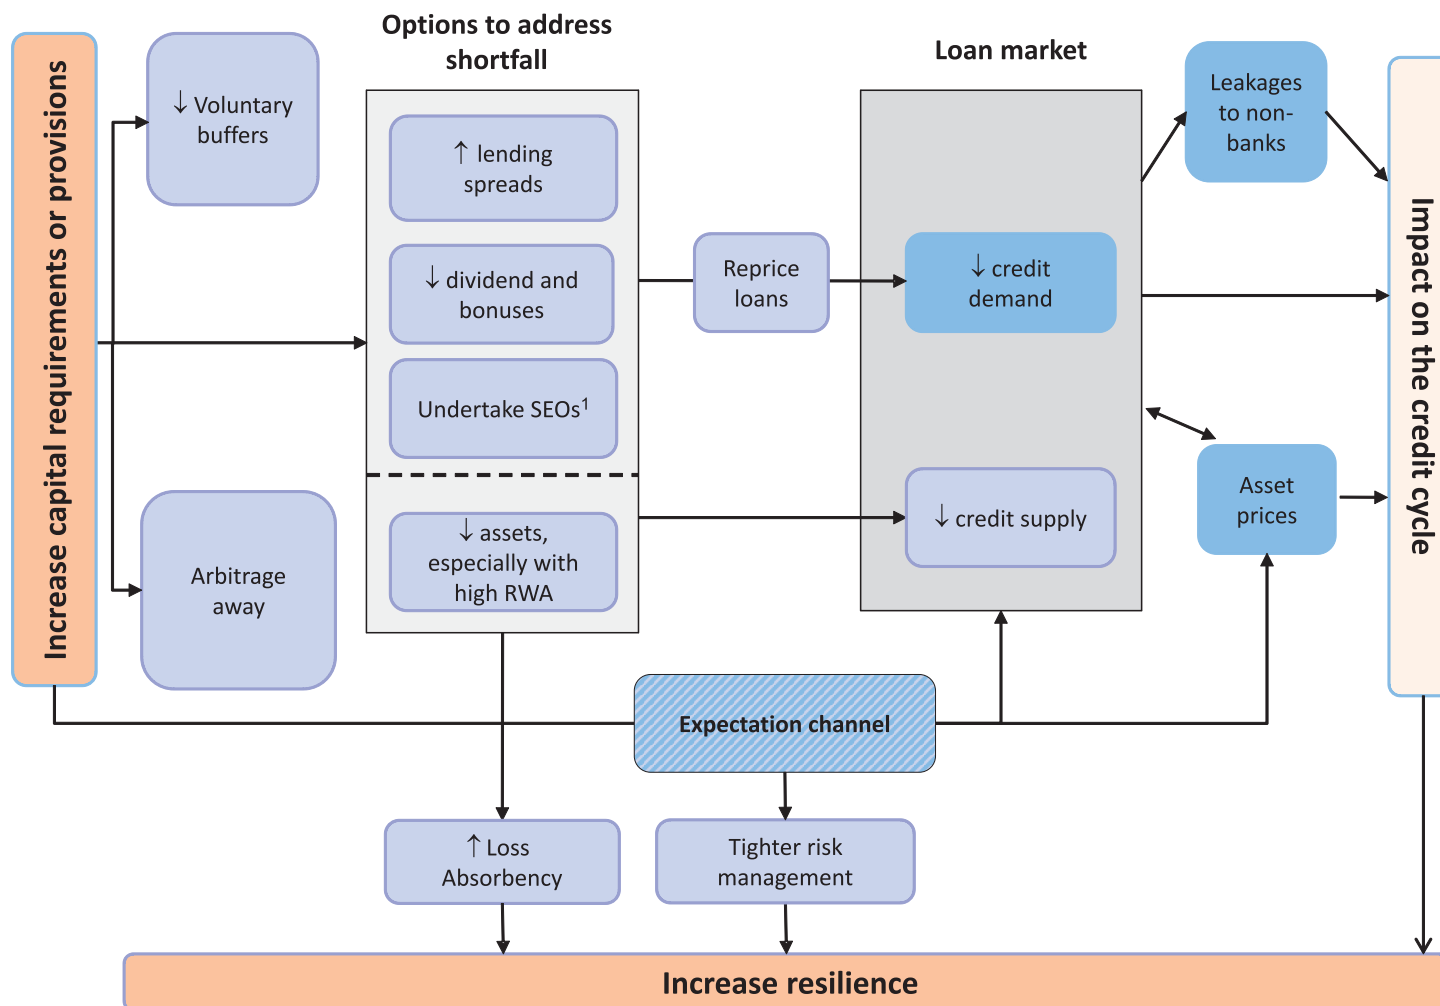 Increase capital requirements or provisions
↓ Voluntary
buffers
Arbitrage
away
Options to address
shortfall
↑ lending
spreads
↓ dividend and
bonuses
Undertake SEOs¹
↓ assets,
especially with
high RWA
Reprice
loans
Loan market
↓ credit
demand
↓ credit supply
Leakages
to non-
banks
Asset
prices
Impact on the credit cycle
Expectation channel
↑ Loss
Absorbency
Tighter risk
management
Increase resilience